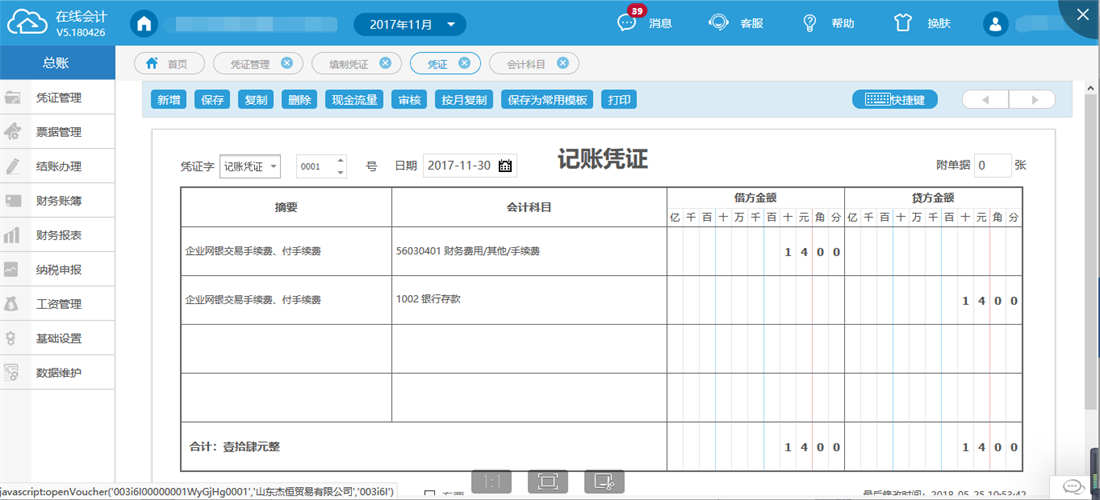 在线会计
V5.180426
2017年11月
39
消息
客服
帮助
换肤
总账
首页
凭证管理
填制凭证
凭证
会计科目
凭证管理
票据管理
结账办理
财务账簿
财务报表
纳税申报
工资管理
基础设置
数据维护
新增
保存
复制
删除
现金流量
审核
按月复制
保存为常用模板
打印
快捷键
凭证字 记账凭证 0001 号 日期 2017-11-30
记账凭证
附单据 0 张
摘要 会计科目 借方金额 贷方金额
亿 千 百 十 万 千 百 十 元 角 分 亿 千 百 十 万 千 百 十 元 角 分
企业网银交易手续费、付手续费 56030401 财务费用/其他/手续费 1 4 0 0
企业网银交易手续费、付手续费 1002 银行存款 1 4 0 0
合计：壹拾肆元整 1 4 0 0 1 4 0 0
1:1
javascript:openVoucher('003i6I00000001WyGjHg0001','山东杰恒贸易有限公司','003i6I')
最后修改时间：2018-05-25 10:53:42